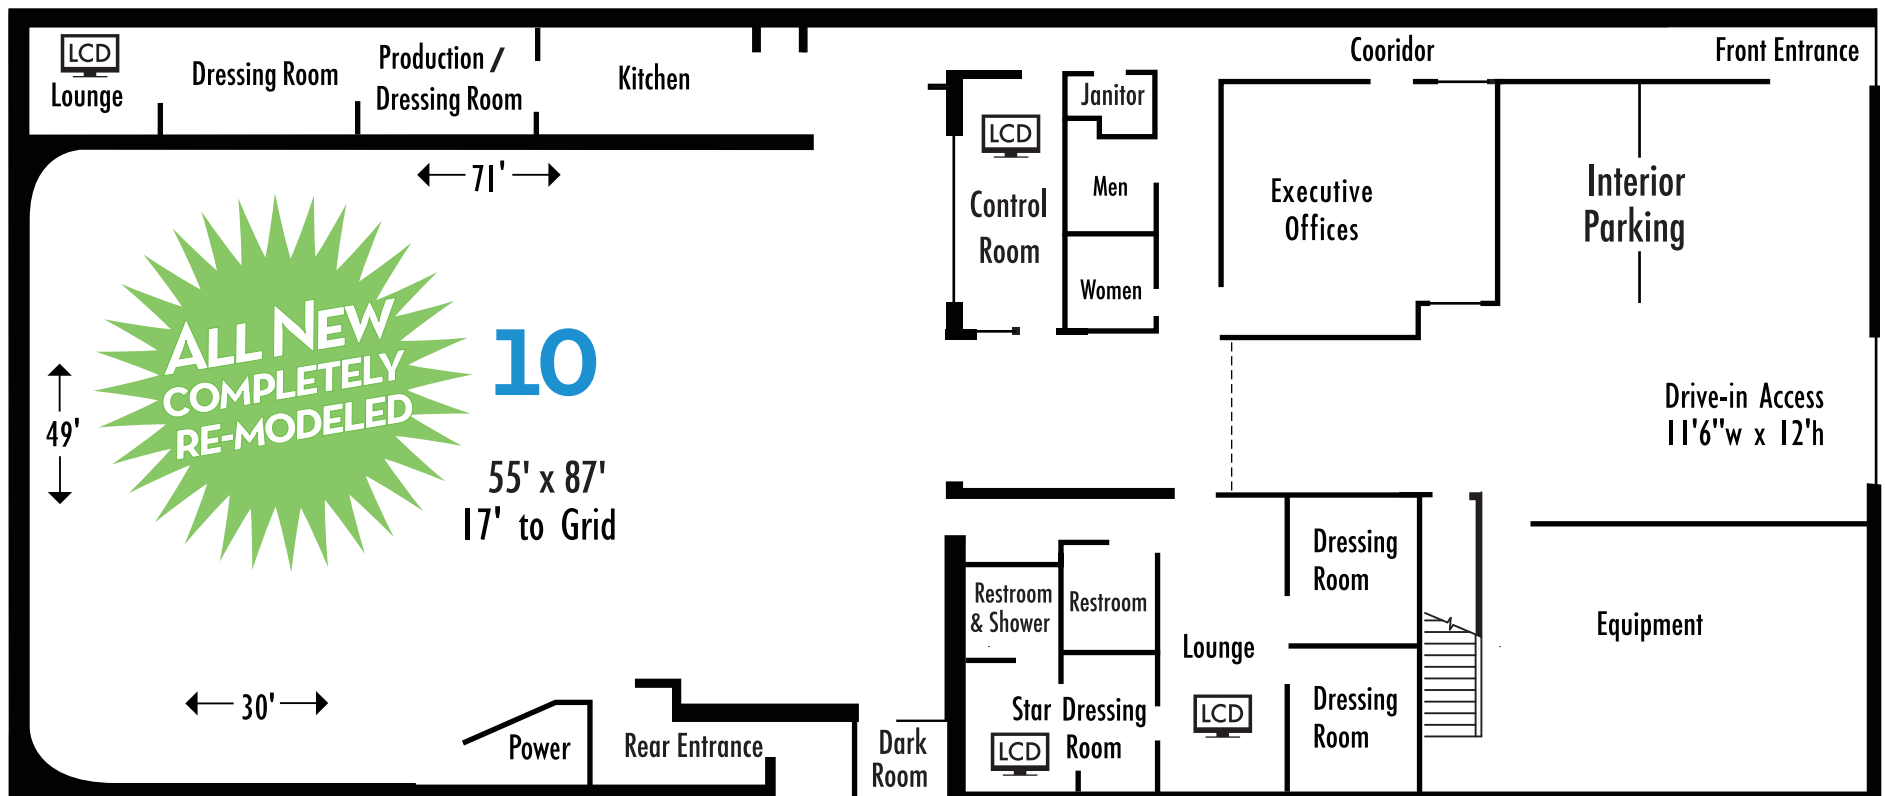 LCD
Lounge
Dressing Room
Production /
Dressing Room
Kitchen
Cooridor
Front Entrance
71'
LCD
Control
Room
Janitor
Men
Women
Executive
Offices
Interior
Parking
ALL NEW
COMPLETELY
RE-MODELED
10
49'
55' x 87'
17' to Grid
Drive-in Access
11'6"w x 12'h
30'
Power
Rear Entrance
Dark
Room
Restroom
& Shower
Restroom
Star Dressing
Room
LCD
Lounge
LCD
Dressing
Room
Dressing
Room
Equipment